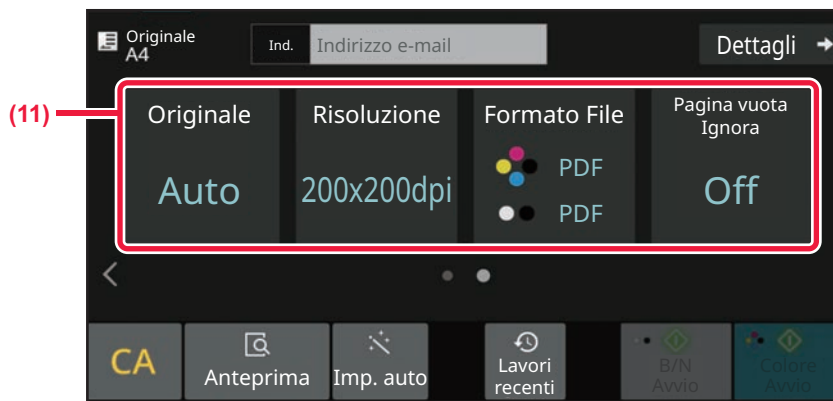 Originale
A4
Ind.
Indirizzo e-mail
Dettagli
(11)
Originale
Risoluzione
Formato File
Pagina vuota
Ignora
Auto
200x200dpi
PDF
PDF
Off
CA
Anteprima
Imp. auto
Lavori
recenti
B/N
Avvio
Colore
Avvio